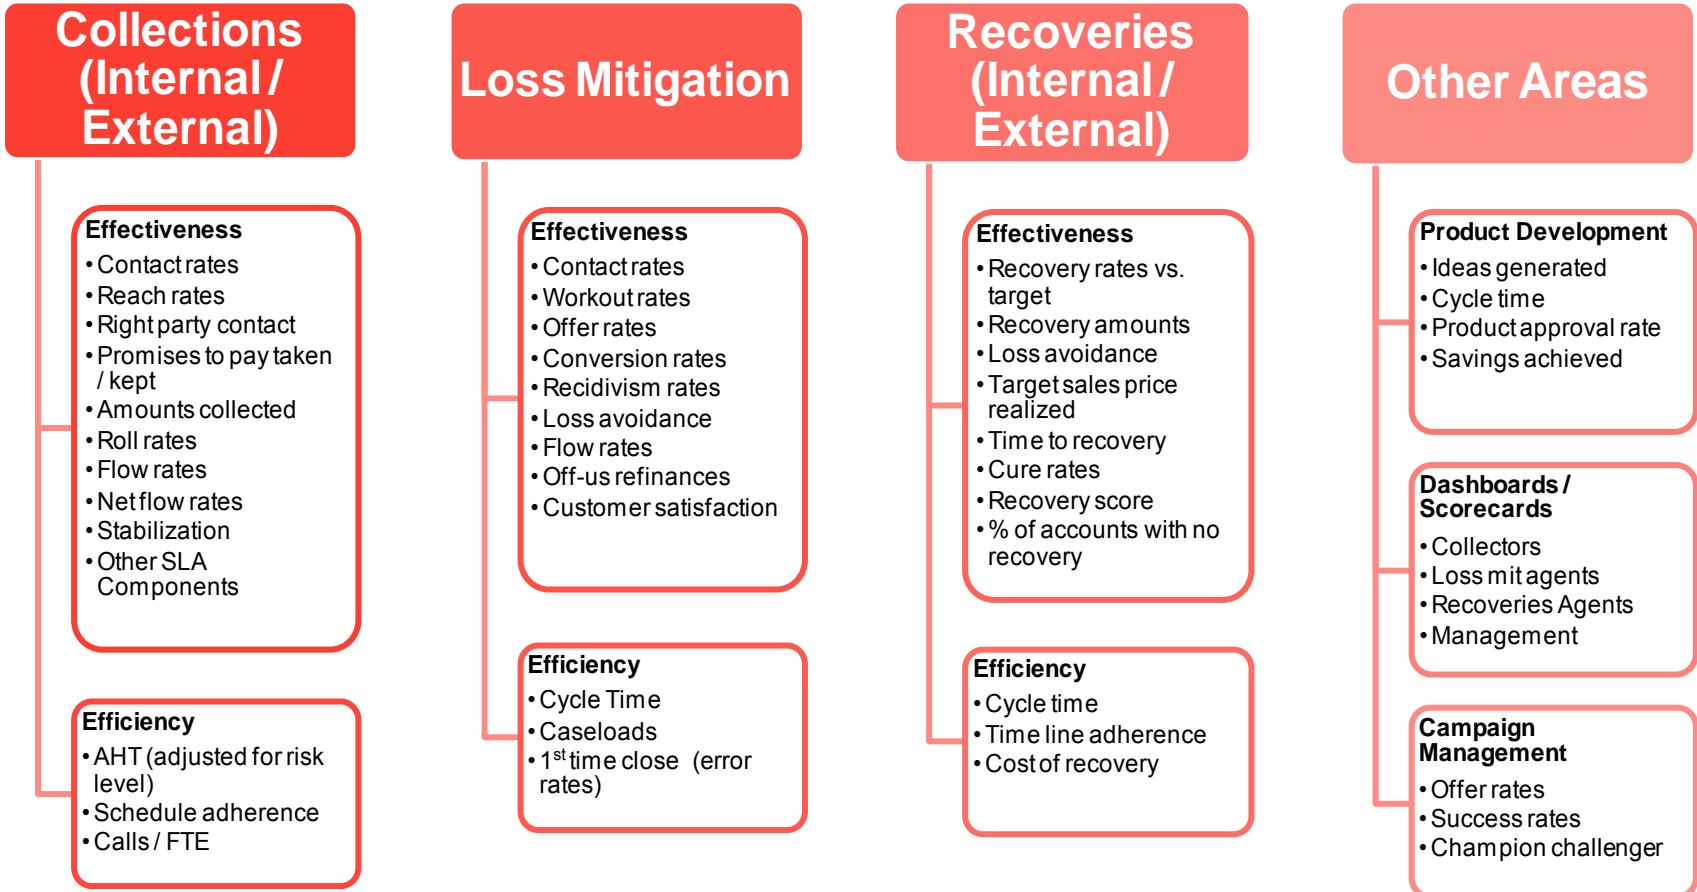 Collections
(Internal /
External)
Effectiveness
• Contact rates
• Reach rates
• Right party contact
• Promises to pay taken
/ kept
• Amounts collected
• Roll rates
• Flow rates
• Net flow rates
• Stabilization
• Other SLA
Components
Efficiency
• AHT (adjusted for risk
level)
• Schedule adherence
• Calls / FTE
Loss Mitigation
Effectiveness
• Contact rates
• Workout rates
• Offer rates
• Conversion rates
• Recidivism rates
• Loss avoidance
• Flow rates
• Off-us refinances
• Customer satisfaction
Efficiency
• Cycle Time
• Caseloads
• 1st time close (error
rates)
Recoveries
(Internal /
External)
Effectiveness
• Recovery rates vs.
target
• Recovery amounts
• Loss avoidance
• Target sales price
realized
• Time to recovery
• Cure rates
• Recovery score
• % of accounts with no
recovery
Efficiency
• Cycle time
• Time line adherence
• Cost of recovery
Other Areas
Product Development
• Ideas generated
• Cycle time
• Product approval rate
• Savings achieved
Dashboards /
Scorecards
• Collectors
• Loss mit agents
• Recoveries Agents
• Management
Campaign
Management
• Offer rates
• Success rates
• Champion challenger